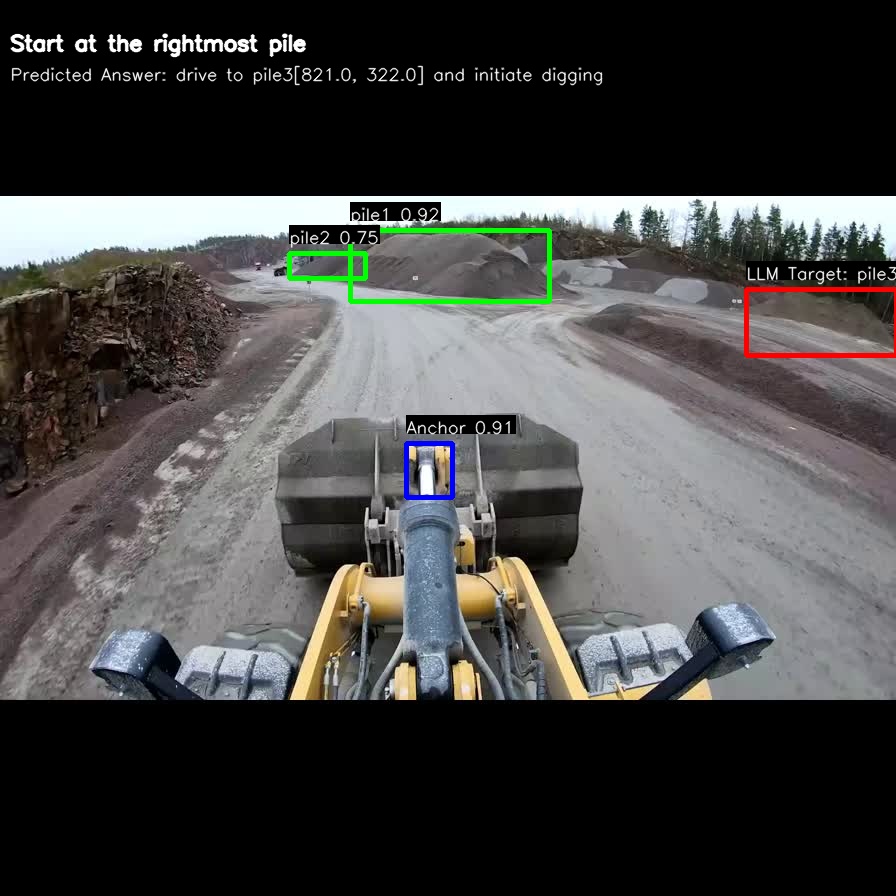 Start at the rightmost pile
Predicted Answer: drive to pile3[821.0, 322.0] and initiate digging
pile1 0.92
pile2 0.75
LLM Target: pile3
Anchor 0.91